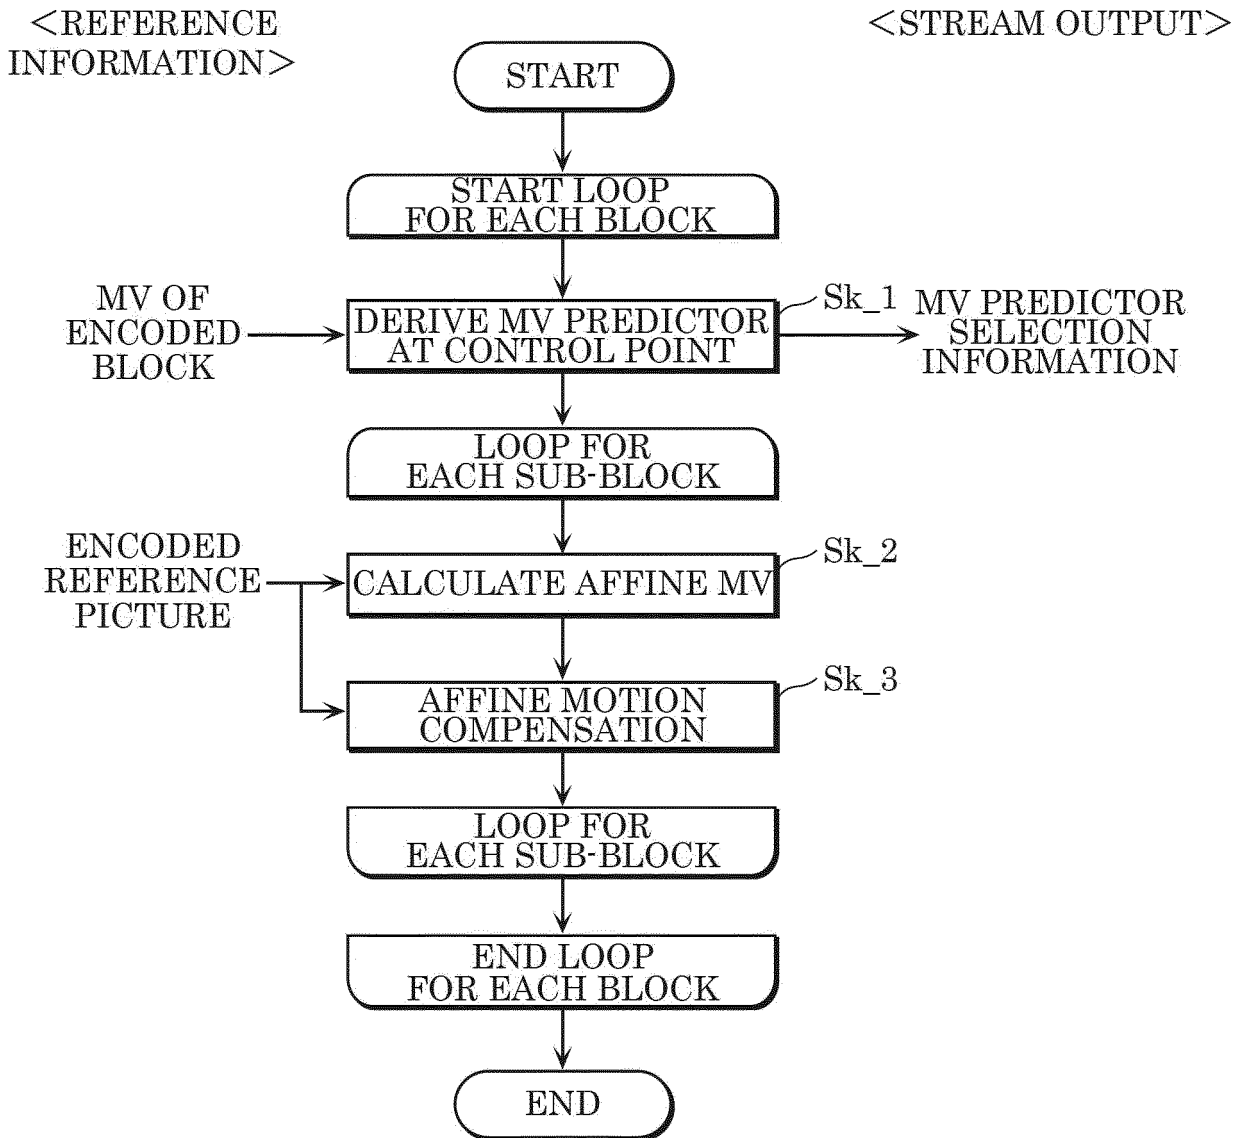 <REFERENCE
INFORMATION>
<STREAM OUTPUT>
START
START LOOP
FOR EACH BLOCK
MV OF
ENCODED
BLOCK
DERIVE MV PREDICTOR
AT CONTROL POINT
Sk_1
MV PREDICTOR
SELECTION
INFORMATION
LOOP FOR
EACH SUB-BLOCK
ENCODED
REFERENCE
PICTURE
CALCULATE AFFINE MV
Sk_2
AFFINE MOTION
COMPENSATION
Sk_3
LOOP FOR
EACH SUB-BLOCK
END LOOP
FOR EACH BLOCK
END